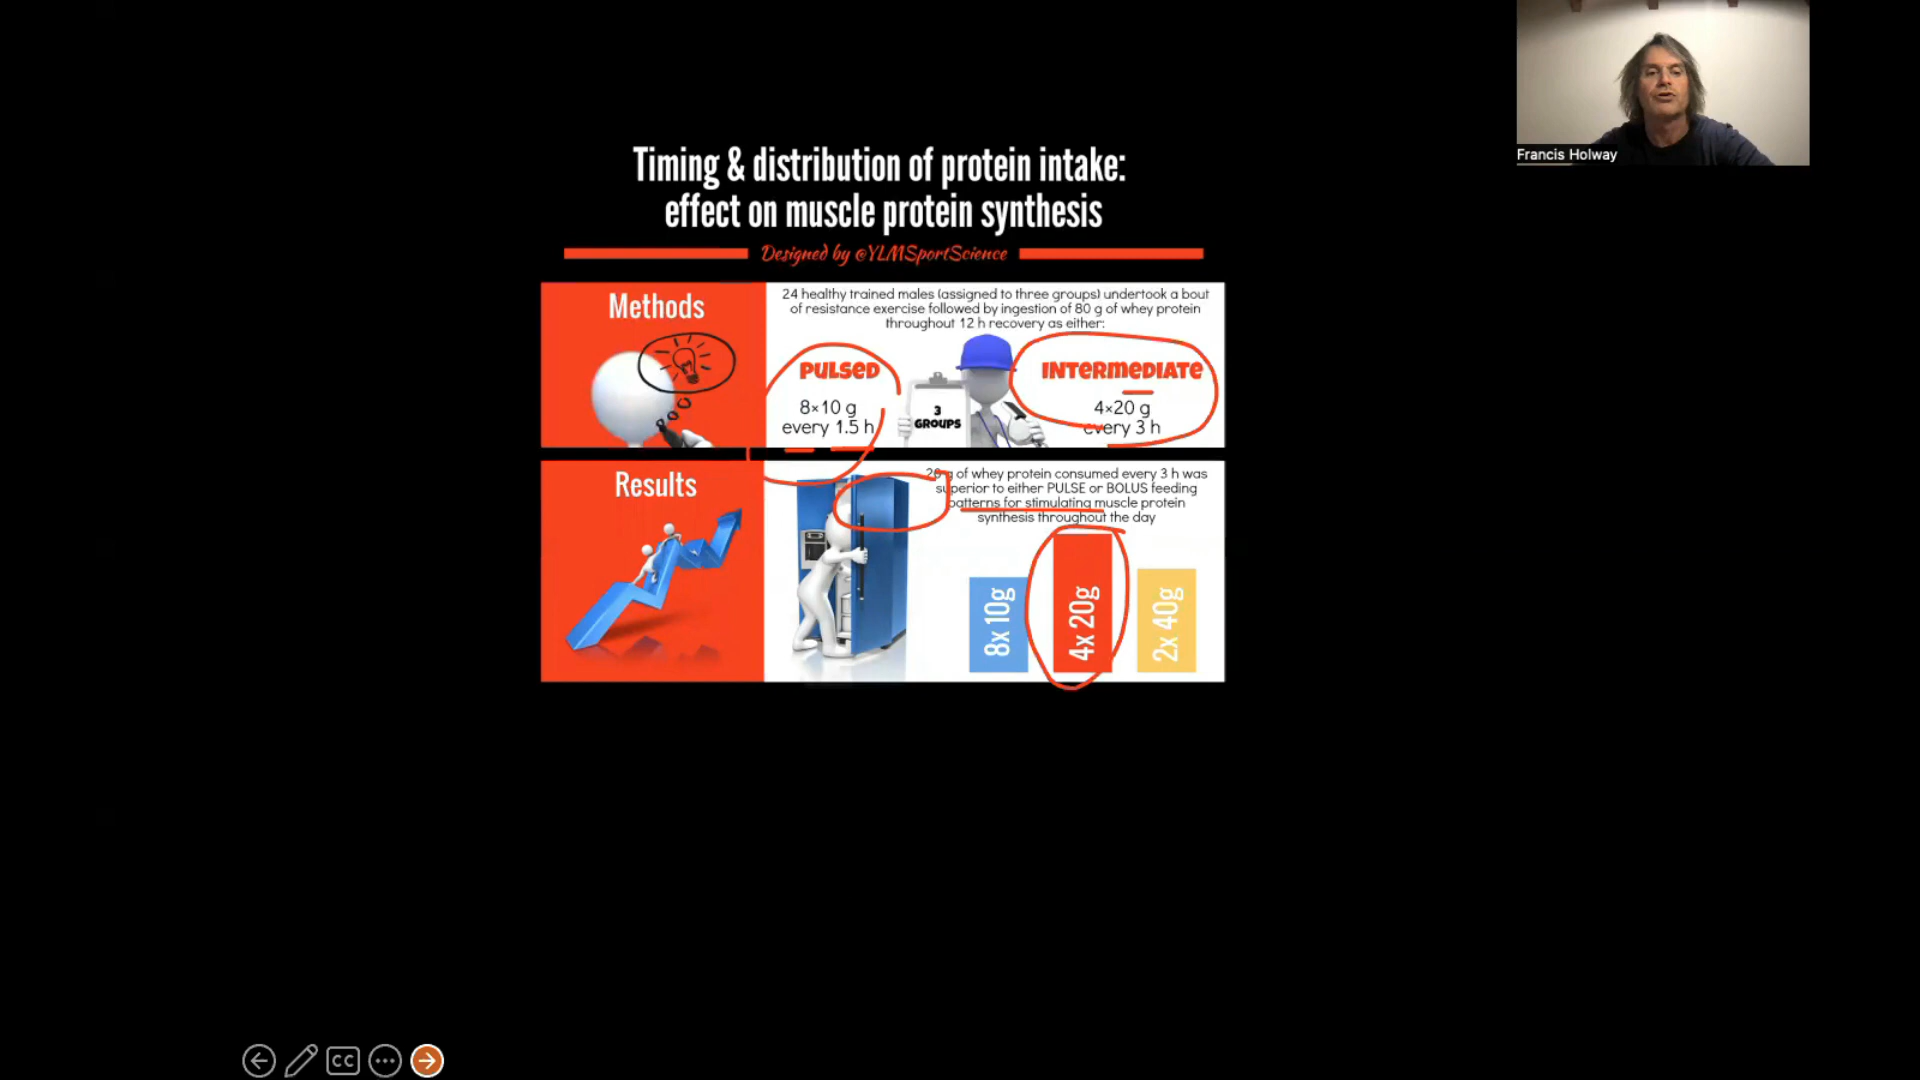 Francis Holway
Timing & distribution of protein intake:
effect on muscle protein synthesis
Designed by @YLMSportScience
Methods
24 healthy trained males (assigned to three groups) undertook a bout
of resistance exercise followed by ingestion of 80 g of whey protein
throughout 12 h recovery as either:
PULSED
8×10 g
every 1.5 h
3
GROUPS
INTERMEDIATE
4×20 g
every 3 h
Results
20 g of whey protein consumed every 3 h was
superior to either PULSE or BOLUS feeding
patterns for stimulating muscle protein
synthesis throughout the day
8x 10g
4x 20g
2x 40g
CC